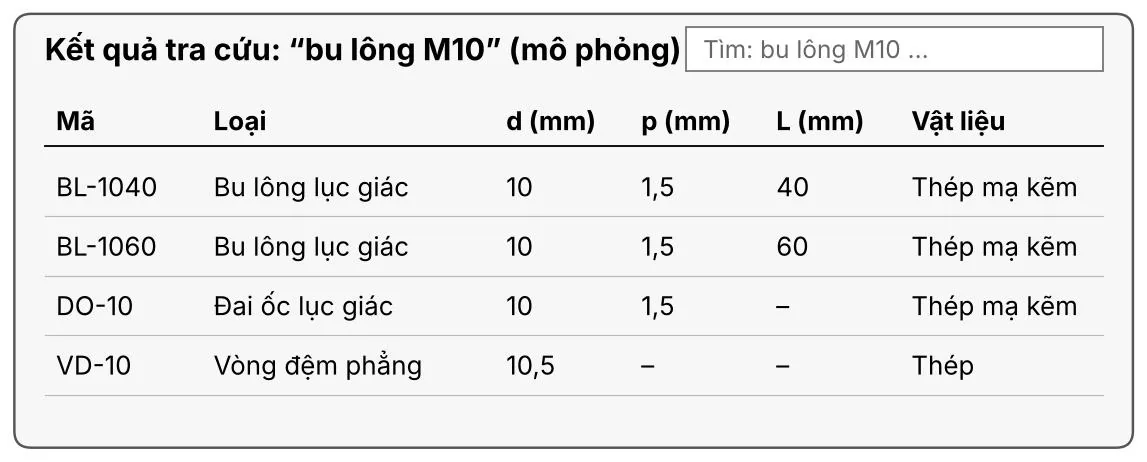 Kết quả tra cứu: “bu lông M10” (mô phỏng)
Tìm: bu lông M10 ...
Mã Loại d (mm) p (mm) L (mm) Vật liệu
BL-1040 Bu lông lục giác 10 1,5 40 Thép mạ kẽm
BL-1060 Bu lông lục giác 10 1,5 60 Thép mạ kẽm
DO-10 Đai ốc lục giác 10 1,5 – Thép mạ kẽm
VD-10 Vòng đệm phẳng 10,5 – – Thép